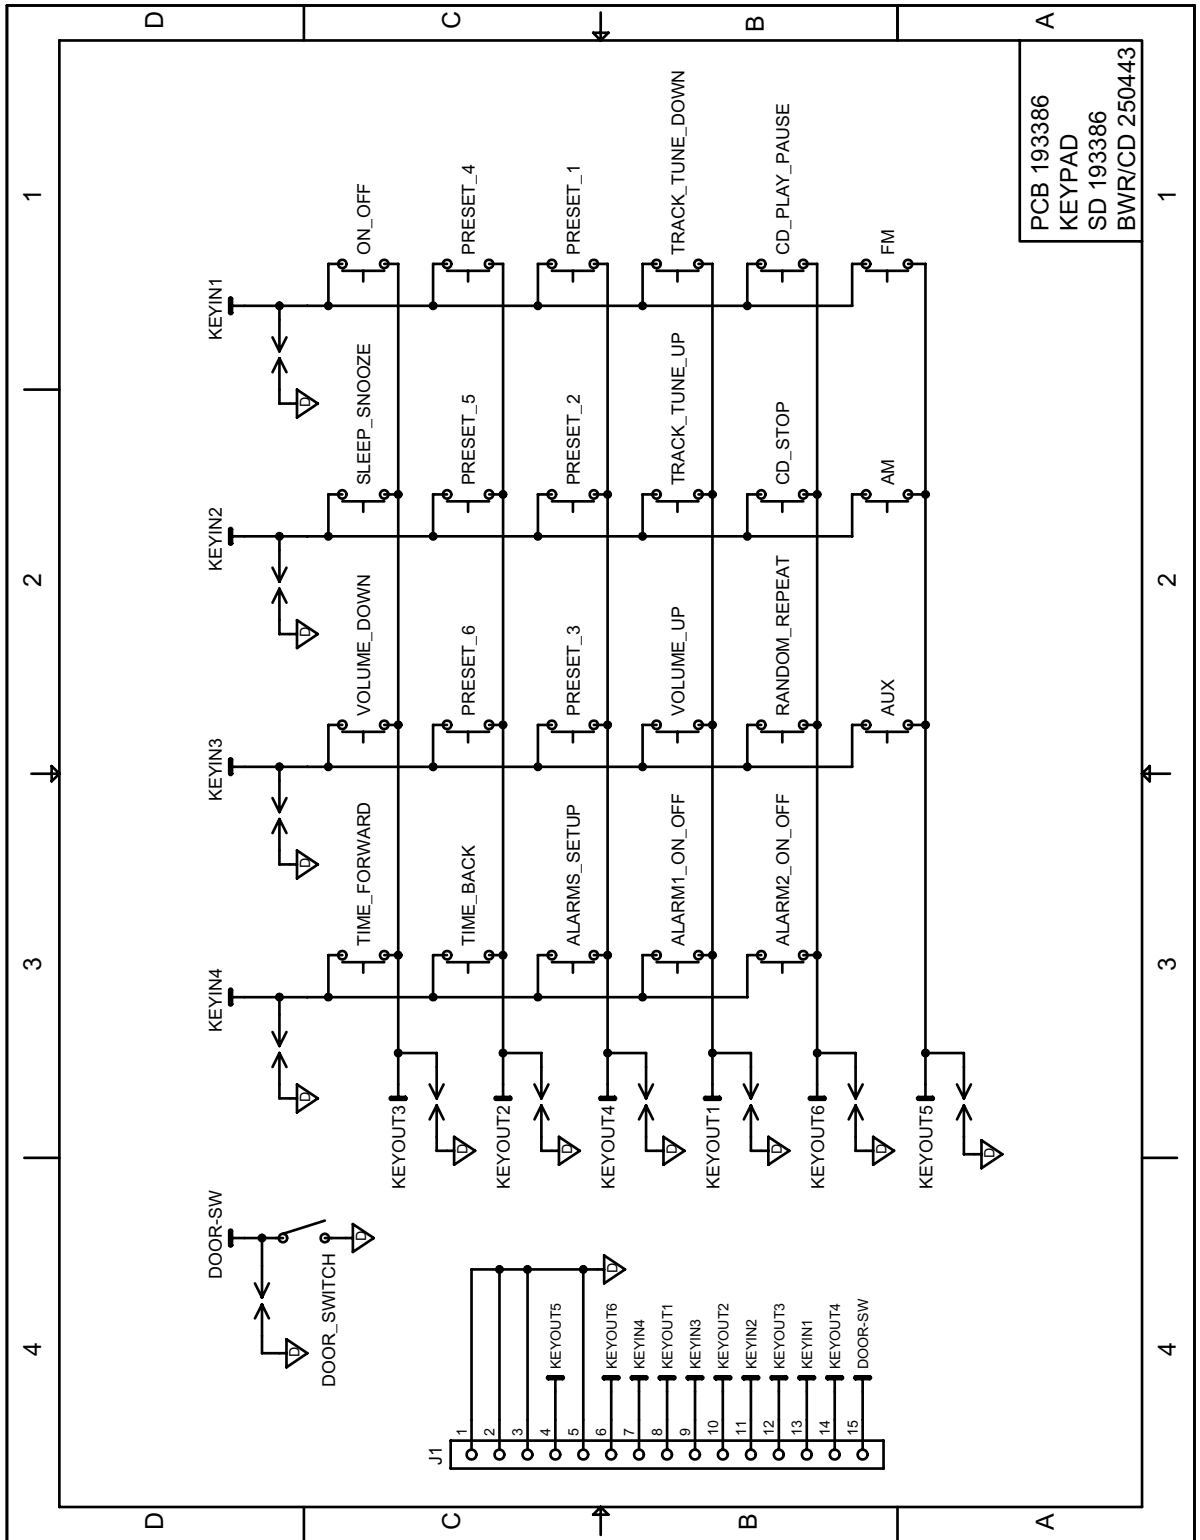 D
C
B
A
1
2
3
4
KEYIN4
KEYIN3
KEYIN2
KEYIN1
TIME_FORWARD
VOLUME_DOWN
SLEEP_SNOOZE
ON_OFF
KEYOUT3
TIME_BACK
PRESET_6
PRESET_5
PRESET_4
KEYOUT2
ALARMS_SETUP
PRESET_3
PRESET_2
PRESET_1
KEYOUT4
ALARM1_ON_OFF
VOLUME_UP
TRACK_TUNE_UP
TRACK_TUNE_DOWN
KEYOUT1
ALARM2_ON_OFF
RANDOM_REPEAT
CD_STOP
CD_PLAY_PAUSE
KEYOUT6
AUX
AM
FM
KEYOUT5
D
D
D
D
D
D
D
D
D
D
DOOR-SW
D
D
DOOR_SWITCH
J1
1
2
3
4 KEYOUT5
5
D
6 KEYOUT6
7 KEYIN4
8 KEYOUT1
9 KEYIN3
10 KEYOUT2
11 KEYIN2
12 KEYOUT3
13 KEYIN1
14 KEYOUT4
15 DOOR-SW
PCB 193386
KEYPAD
SD 193386
BWR/CD 250443
4
3
2
1
D
C
B
A